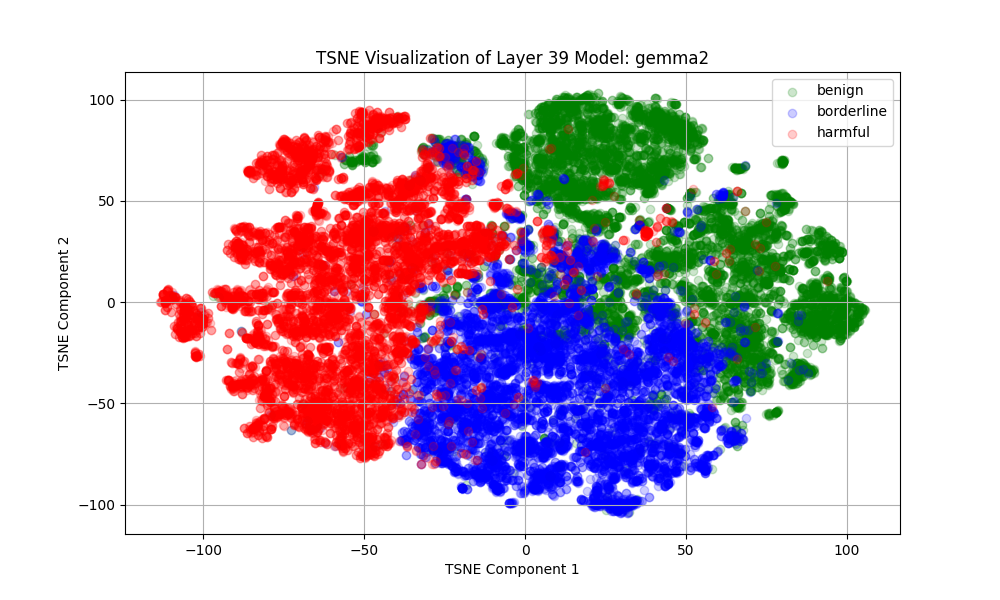 TSNE Visualization of Layer 39 Model: gemma2
benign
borderline
harmful
100
50
0
−50
−100
TSNE Component 2
−100
−50
0
50
100
TSNE Component 1